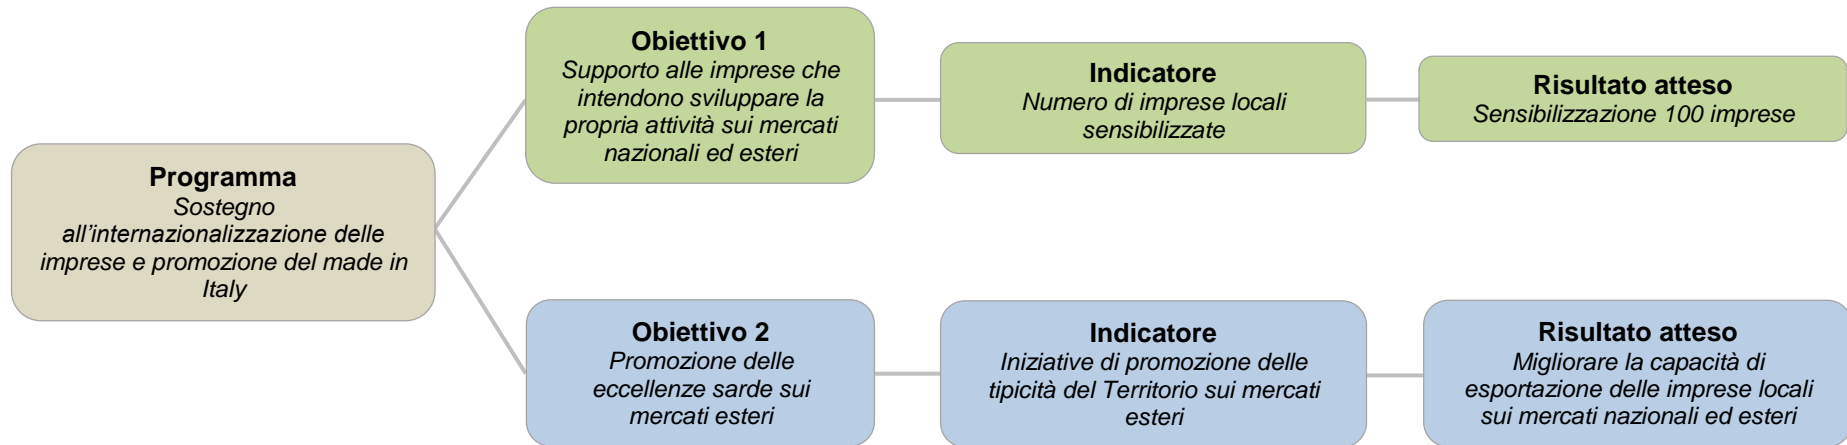 Programma
Sostegno
all’internazionalizzazione delle
imprese e promozione del made in
Italy
Obiettivo 1
Supporto alle imprese che
intendono sviluppare la
propria attività sui mercati
nazionali ed esteri
Indicatore
Numero di imprese locali
sensibilizzate
Risultato atteso
Sensibilizzazione 100 imprese
Obiettivo 2
Promozione delle
eccellenze sarde sui
mercati esteri
Indicatore
Iniziative di promozione delle
tipicità del Territorio sui mercati
esteri
Risultato atteso
Migliorare la capacità di
esportazione delle imprese locali
sui mercati nazionali ed esteri